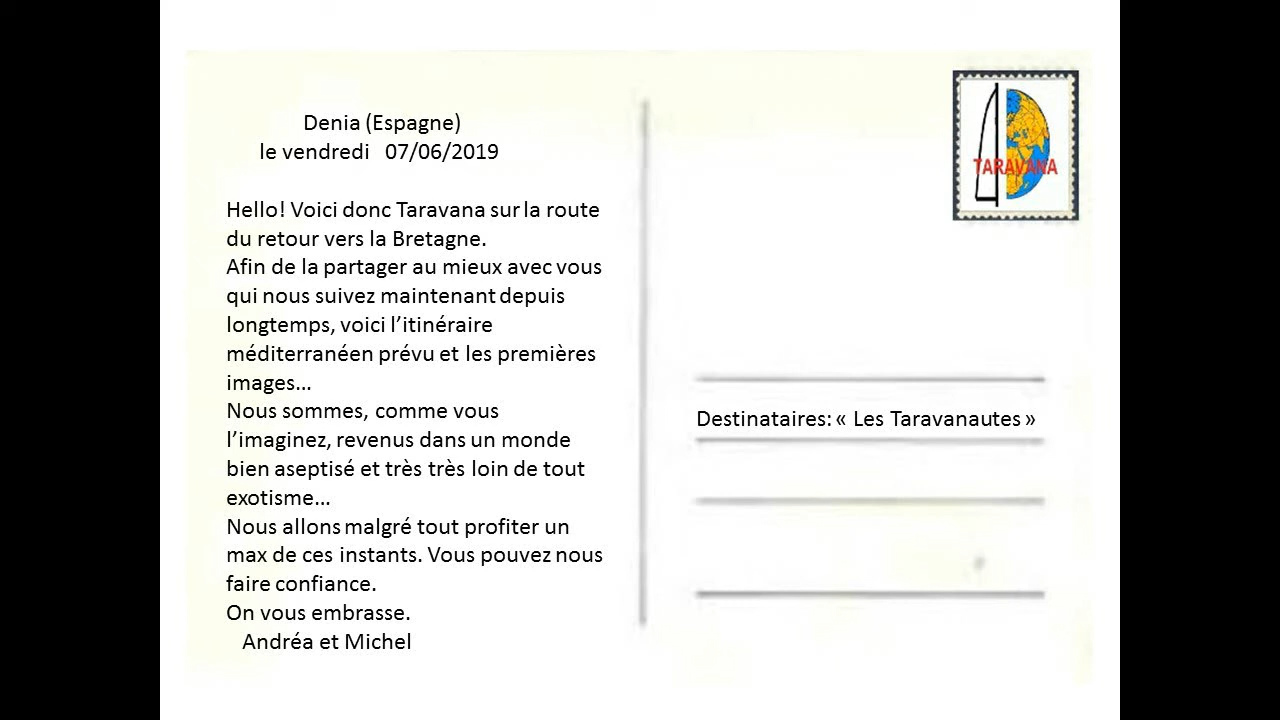 Denia (Espagne)
le vendredi 07/06/2019
Hello! Voici donc Taravana sur la route
du retour vers la Bretagne.
Afin de la partager au mieux avec vous
qui nous suivez maintenant depuis
longtemps, voici l’itinéraire
méditerranéen prévu et les premières
images...
Nous sommes, comme vous
l’imaginez, revenus dans un monde
bien aseptisé et très très loin de tout
exotisme...
Nous allons malgré tout profiter un
max de ces instants. Vous pouvez nous
faire confiance.
On vous embrasse.
Andréa et Michel
TARAVANA
Destinataires: « Les Taravanautes »